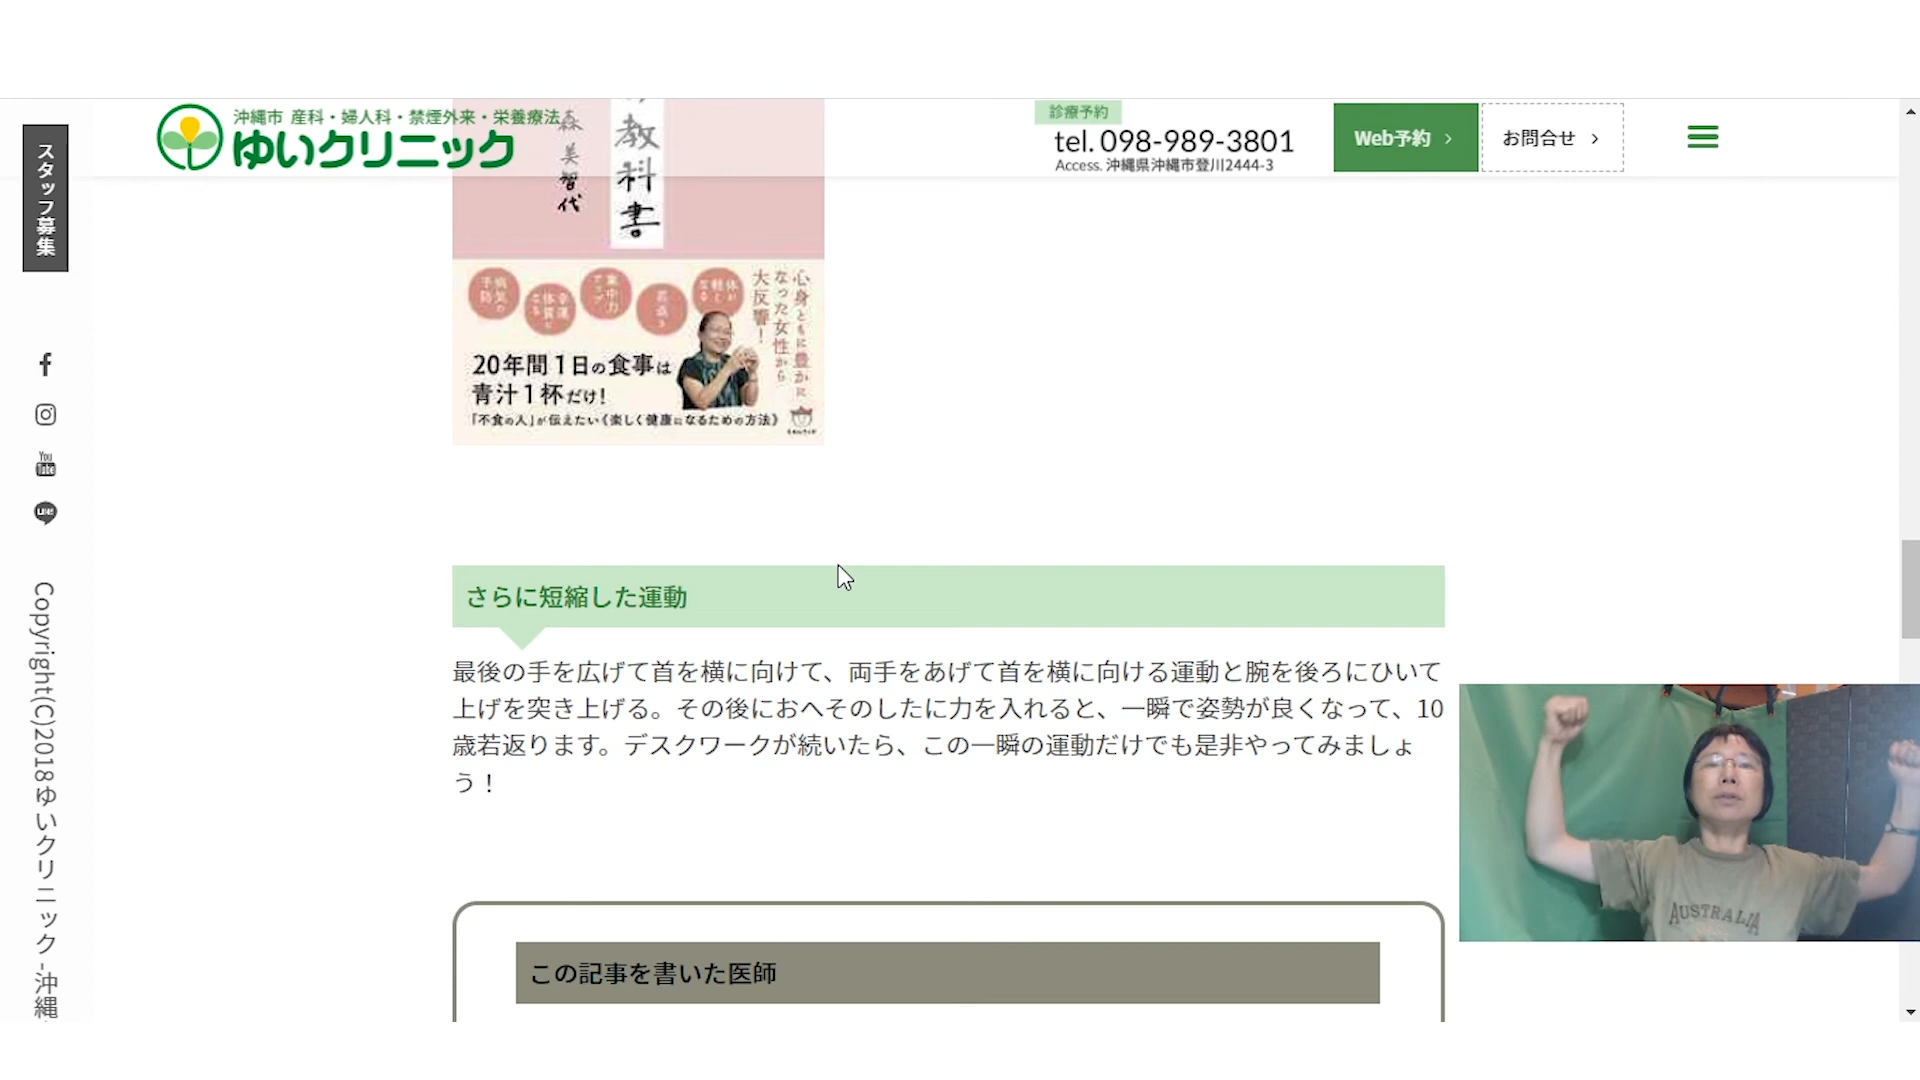 スタッフ募集
沖縄市 産科・婦人科・禁煙外来・栄養療法
ゆいクリニック
診療予約
tel. 098-989-3801
Access. 沖縄県沖縄市登川2444-3
Web予約
お問合せ
教科書
森美智代
心身ともに豊かに
なった女性から
大反響!
20年間1日の食事は
青汁1杯だけ!
「不食の人」が伝えたい《楽しく健康になるための方法》
You
Tube
LINE
さらに短縮した運動
最後の手を広げて首を横に向けて、両手をあげて首を横に向ける運動と腕を後ろにひいて
上げを突き上げる。その後におへそのしたに力を入れると、一瞬で姿勢が良くなって、10
歳若返ります。デスクワークが続いたら、この一瞬の運動だけでも是非やってみましょ
う！
この記事を書いた医師
AUSTRALIA
Copyright(C)2018ゆいクリニック -沖縄